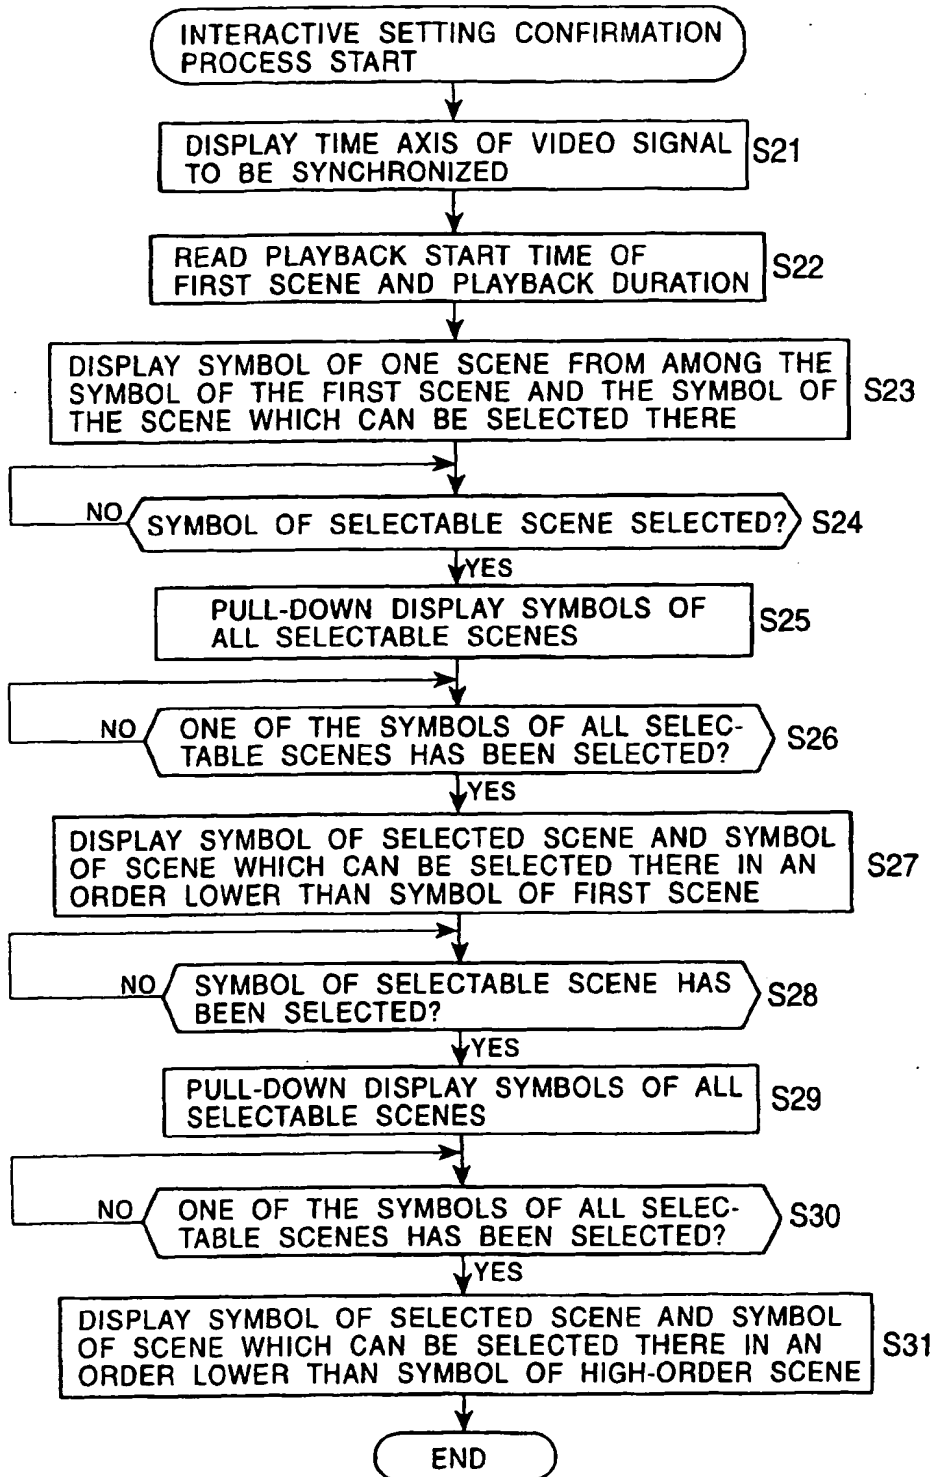 INTERACTIVE SETTING CONFIRMATION
PROCESS START
DISPLAY TIME AXIS OF VIDEO SIGNAL
TO BE SYNCHRONIZED
S21
READ PLAYBACK START TIME OF
FIRST SCENE AND PLAYBACK DURATION
S22
DISPLAY SYMBOL OF ONE SCENE FROM AMONG THE
SYMBOL OF THE FIRST SCENE AND THE SYMBOL OF
THE SCENE WHICH CAN BE SELECTED THERE
S23
NO
SYMBOL OF SELECTABLE SCENE SELECTED?
S24
YES
PULL-DOWN DISPLAY SYMBOLS OF
ALL SELECTABLE SCENES
S25
NO
ONE OF THE SYMBOLS OF ALL SELEC-
TABLE SCENES HAS BEEN SELECTED?
S26
YES
DISPLAY SYMBOL OF SELECTED SCENE AND SYMBOL
OF SCENE WHICH CAN BE SELECTED THERE IN AN
ORDER LOWER THAN SYMBOL OF FIRST SCENE
S27
NO
SYMBOL OF SELECTABLE SCENE HAS
BEEN SELECTED?
S28
YES
PULL-DOWN DISPLAY SYMBOLS OF ALL
SELECTABLE SCENES
S29
NO
ONE OF THE SYMBOLS OF ALL SELEC-
TABLE SCENES HAS BEEN SELECTED?
S30
YES
DISPLAY SYMBOL OF SELECTED SCENE AND SYMBOL
OF SCENE WHICH CAN BE SELECTED THERE IN AN
ORDER LOWER THAN SYMBOL OF HIGH-ORDER SCENE
S31
END